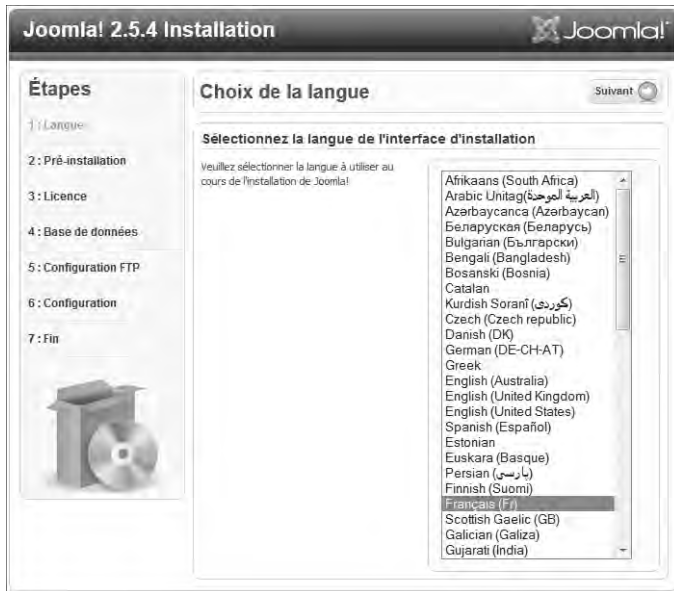 Joomla! 2.5.4 Installation
Joomla!
Étapes
1 : Langue
2 : Pré-installation
3 : Licence
4 : Base de données
5 : Configuration FTP
6 : Configuration
7 : Fin
Choix de la langue
Suivant
Sélectionnez la langue de l'interface d'installation
Veuillez sélectionner la langue à utiliser au
cours de l'installation de Joomla!
Afrikaans (South Africa)
Arabic Unitag (العربية الموحدة)
Azərbaycanca (Azərbaycan)
Беларуская (Беларусь)
Bulgarian (Български)
Bengali (Bangladesh)
Bosanski (Bosnia)
Catalan
Kurdish Soranî (کوردی)
Czech (Czech republic)
Danish (DK)
German (DE-CH-AT)
Greek
English (Australia)
English (United Kingdom)
English (United States)
Spanish (Español)
Estonian
Euskara (Basque)
Persian (پارسی)
Finnish (Suomi)
Français (Fr)
Scottish Gaelic (GB)
Galician (Galiza)
Gujarati (India)